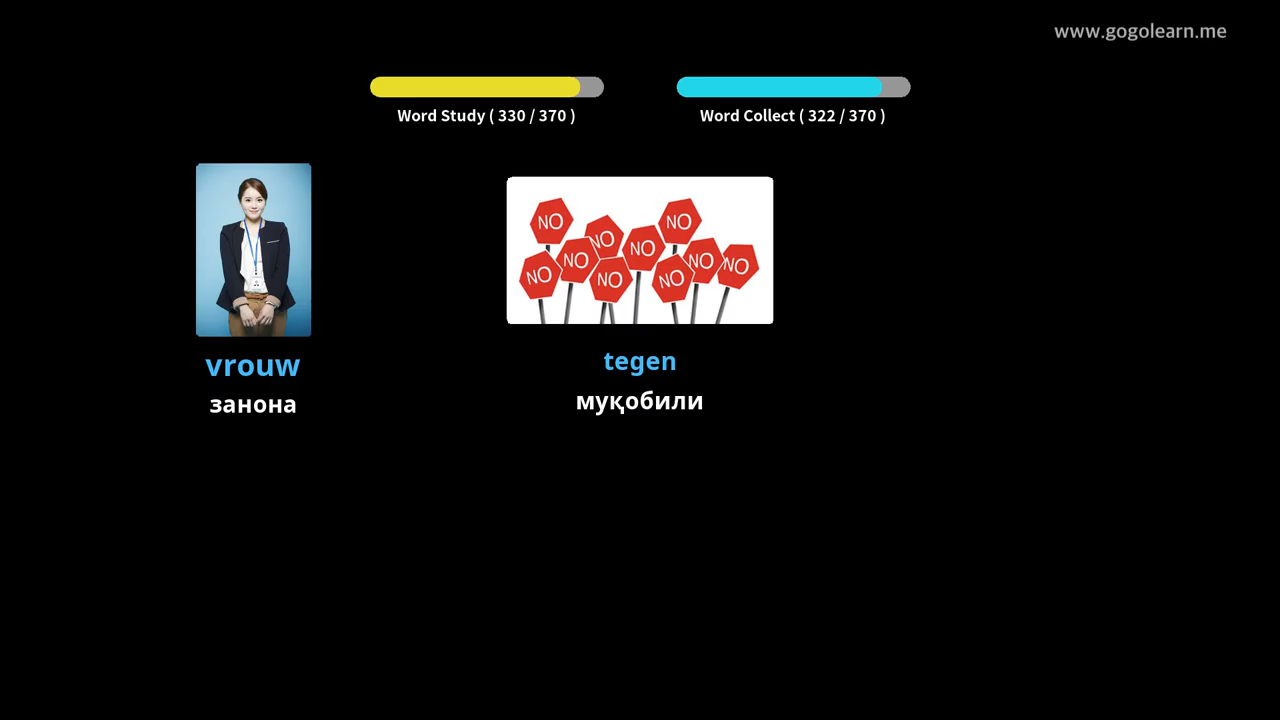 www.gogolearn.me
Word Study ( 330 / 370 )
Word Collect ( 322 / 370 )
NO
NO
NO
NO
NO
NO
NO
NO
NO
NO
vrouw
занона
tegen
муқобили